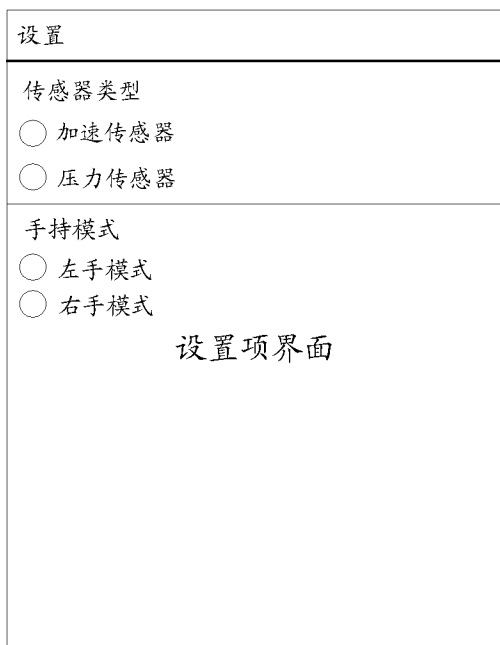 设置
传感器类型
加速传感器
压力传感器
手持模式
左手模式
右手模式
设置项界面